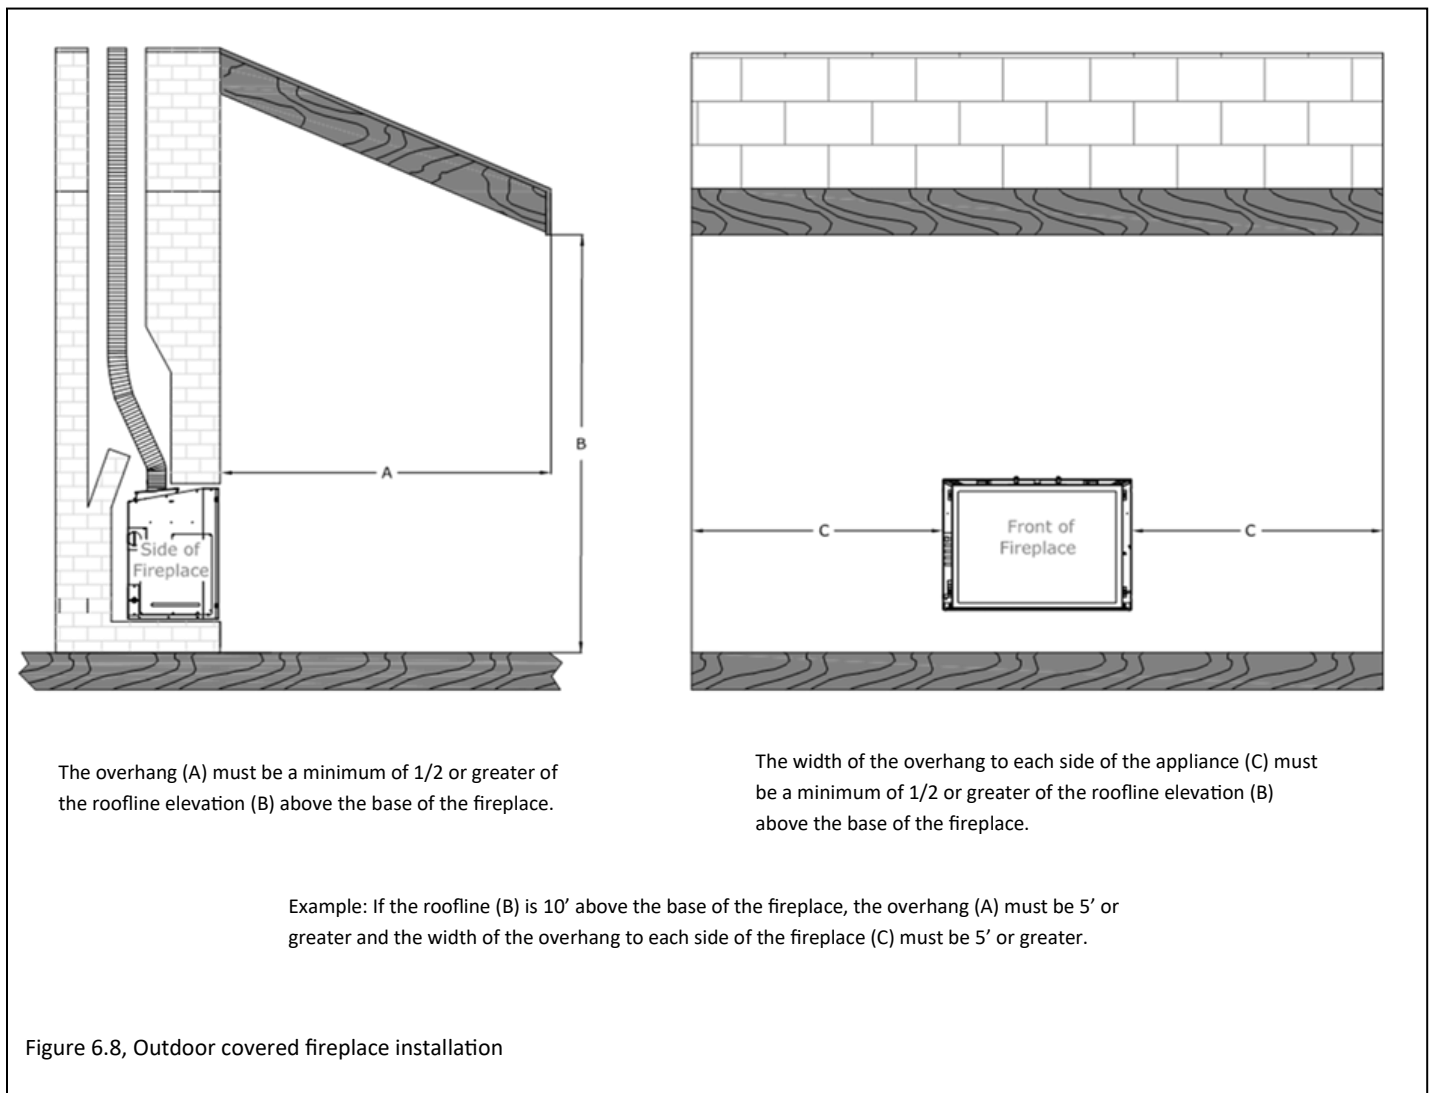 A
B
Side of
Fireplace
C
Front of
Fireplace
C
The overhang (A) must be a minimum of 1/2 or greater of
the roofline elevation (B) above the base of the fireplace.
The width of the overhang to each side of the appliance (C) must
be a minimum of 1/2 or greater of the roofline elevation (B)
above the base of the fireplace.
Example: If the roofline (B) is 10’ above the base of the fireplace, the overhang (A) must be 5’ or
greater and the width of the overhang to each side of the fireplace (C) must be 5’ or greater.
Figure 6.8, Outdoor covered fireplace installation